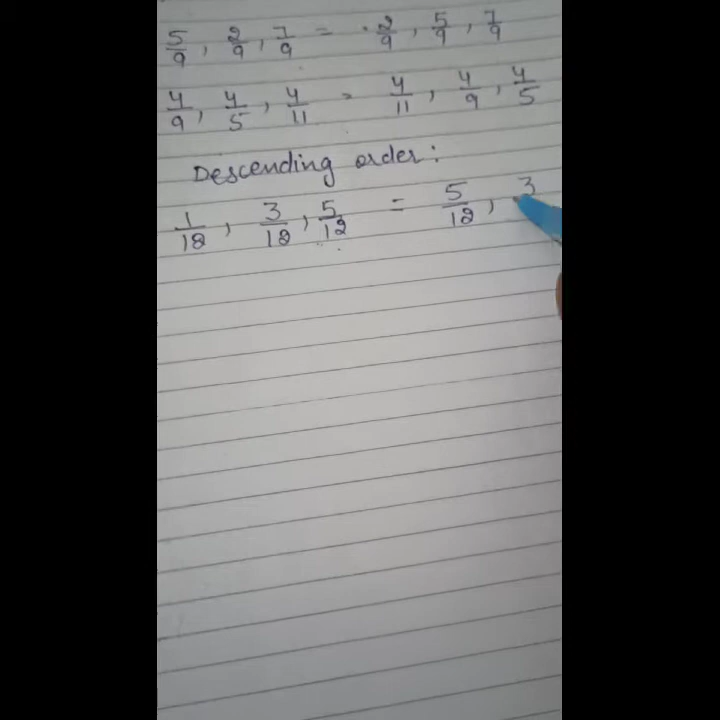 5/9, 2/9, 7/9 = 2/9, 5/9, 7/9
4/9, 4/5, 4/11 = 4/11, 4/9, 4/5
Descending order:
1/12, 3/12, 5/12 = 5/12, 3